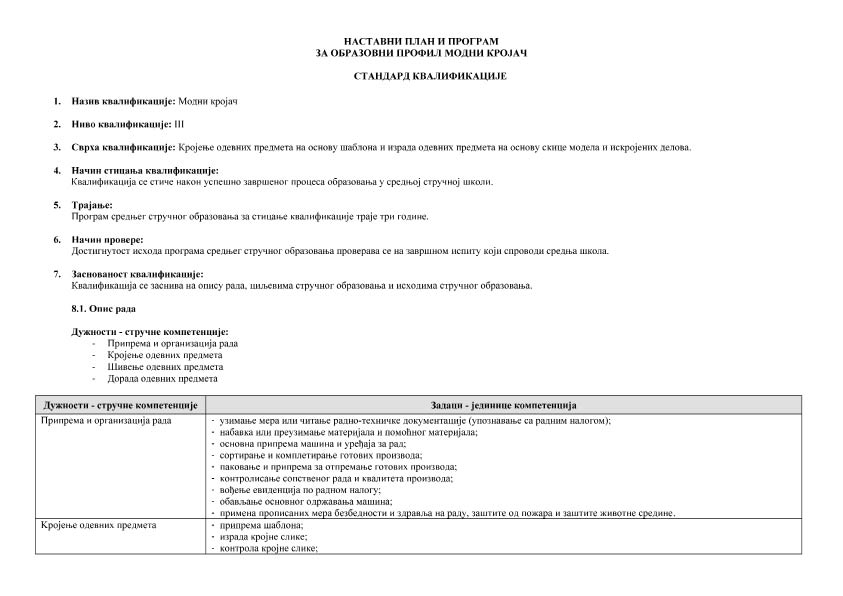 НАСТАВНИ ПЛАН И ПРОГРАМ
ЗА ОБРАЗОВНИ ПРОФИЛ МОДНИ КРОЈАЧ
СТАНДАРД КВАЛИФИКАЦИЈЕ
1. Назив квалификације: Модни кројач
2. Ниво квалификације: III
3. Сврха квалификације: Кројење одевних предмета на основу шаблона и израда одевних предмета на основу скице модела и искројених делова.
4. Начин стицања квалификације:
Квалификација се стиче након успешно завршеног процеса образовања у средњој стручној школи.
5. Трајање:
Програм средњег стручног образовања за стицање квалификације траје три године.
6. Начин провере:
Достигнутост исхода програма средњег стручног образовања проверава се на завршном испиту који спроводи средња школа.
7. Заснованост квалификације:
Квалификација се заснива на опису рада, циљевима стручног образовања и исходима стручног образовања.
8.1. Опис рада
Дужности - стручне компетенције:
- Припрема и организација рада
- Кројење одевних предмета
- Шивење одевних предмета
- Дорада одевних предмета
Дужности - стручне компетенције Задаци - јединице компетенција
Припрема и организација рада - узимање мера или читање радно-техничке документације (упознавање са радним налогом);
- набавка или преузимање материјала и помоћног материјала;
- основна припрема машина и уређаја за рад;
- сортирање и комплетирање готових производа;
- паковање и припрема за отпремање готових производа;
- контролисање сопственог рада и квалитета производа;
- вођење евиденција по радном налогу;
- обављање основног одржавања машина;
- примена прописаних мера безбедности и здравља на раду, заштите од пожара и заштите животне средине.
Кројење одевних предмета - припрема шаблона;
- израда кројне слике;
- контрола кројне слике;